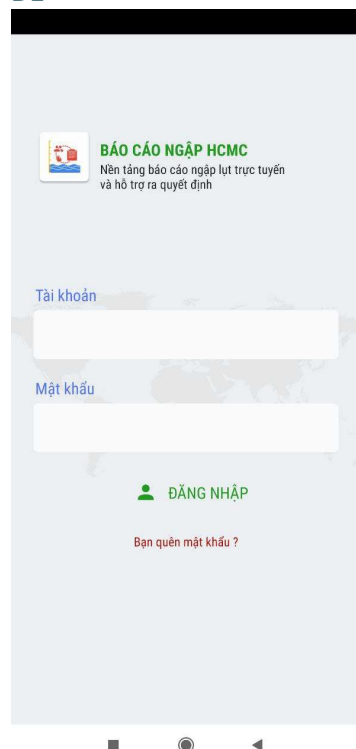 BÁO CÁO NGẬP HCMC
Nền tảng báo cáo ngập lụt trực tuyến
và hỗ trợ ra quyết định
Tài khoản
Mật khẩu
ĐĂNG NHẬP
Bạn quên mật khẩu ?